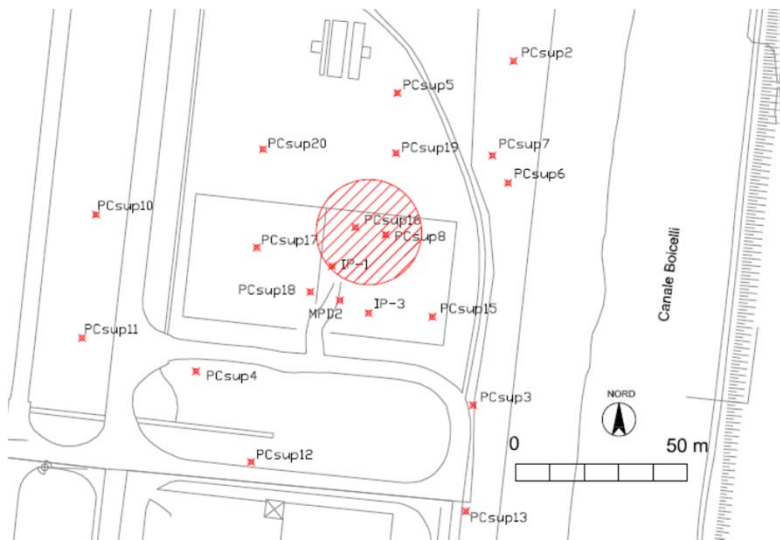 PCsup2
PCsup5
PCsup20
PCsup19
PCsup7
PCsup6
PCsup10
PCsup16
PCsup8
PCsup17
IP-1
Canale Boicelli
PCsup18
MPD2
IP-3
PCsup15
PCsup11
PCsup4
PCsup3
NORD
0
50 m
PCsup12
PCsup13